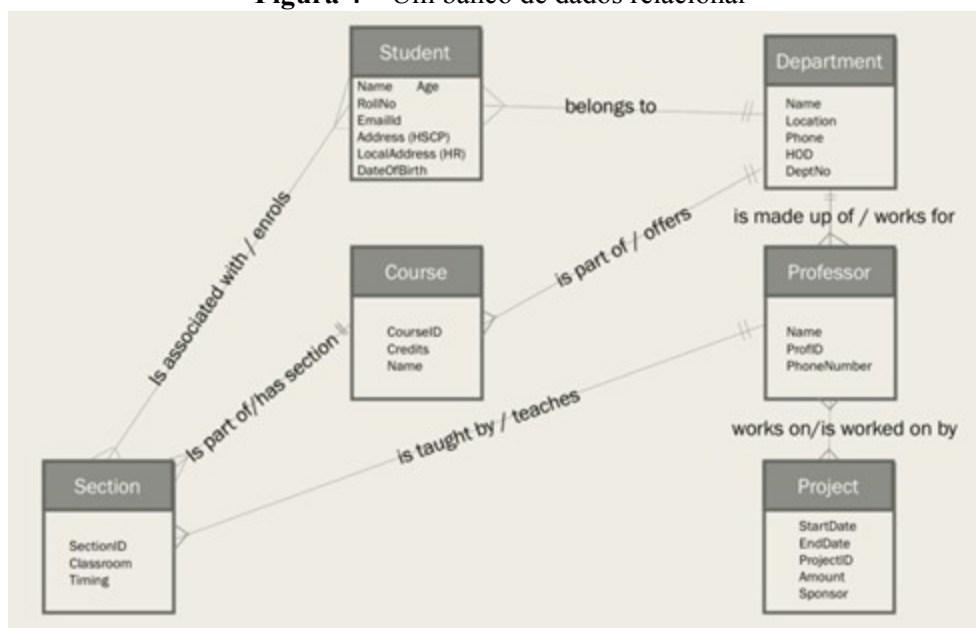 Figura 4 – Um banco de dados relacional
Student
Name Age
RollNo
EmailId
Address (HSCP)
LocalAddress (HR)
DateOfBirth
belongs to
Department
Name
Location
Phone
HOD
DeptNo
is made up of / works for
is part of / offers
Is associated with / enrols
Course
CourseID
Credits
Name
Professor
Name
ProfID
PhoneNumber
Is part of/has section
is taught by / teaches
works on/is worked on by
Section
SectionID
Classroom
Timing
Project
StartDate
EndDate
ProjectID
Amount
Sponsor